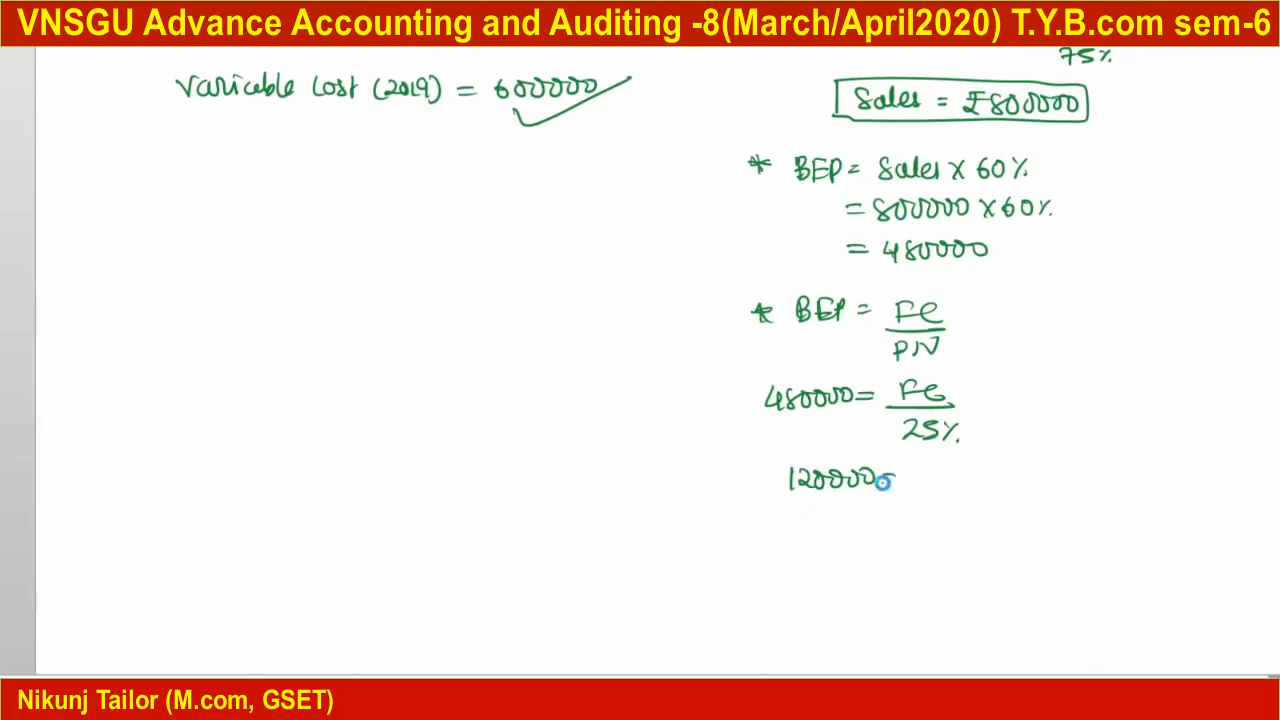 VNSGU Advance Accounting and Auditing -8(March/April2020) T.Y.B.com sem-6
75%
Variable Cost (2019) = 600000
Sales = ₹800000
* BEP = Sales x 60%
= 800000 x 60%
= 480000
* BEP = FC
PN
480000 = FC
25%
120000
Nikunj Tailor (M.com, GSET)